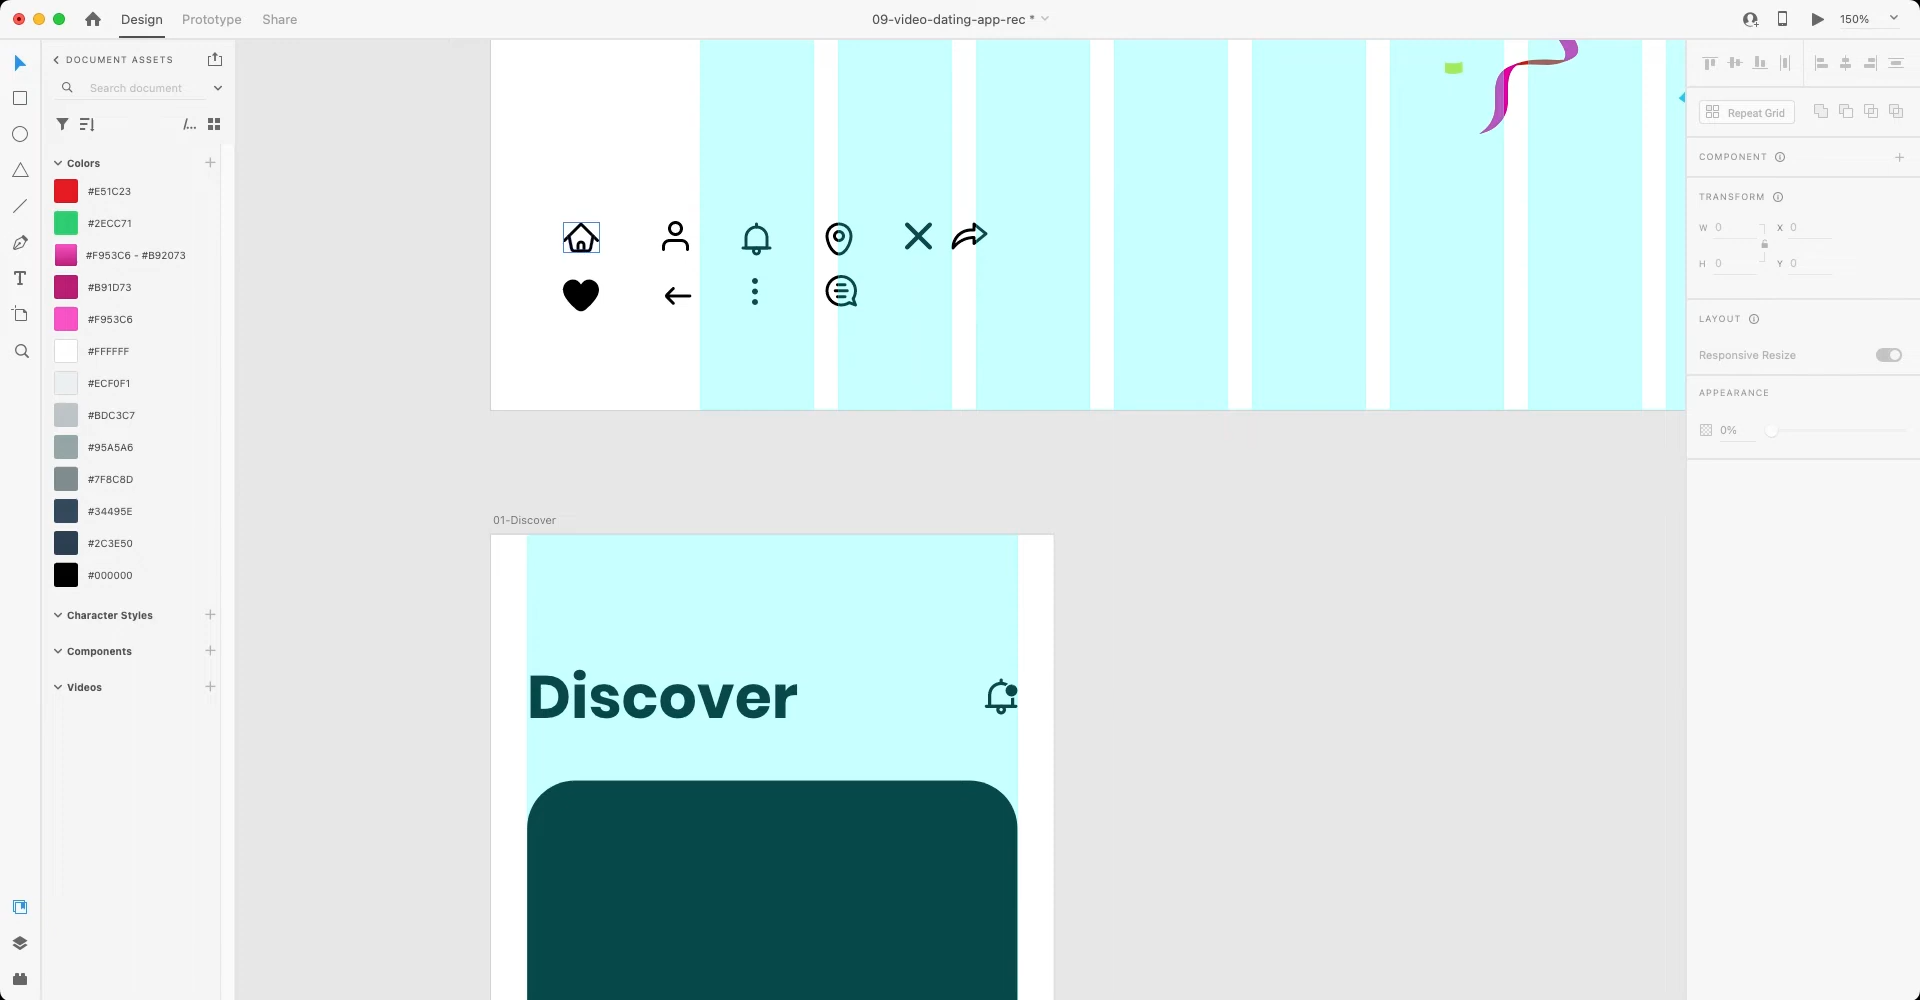 Design Prototype Share
09-video-dating-app-rec *
150%
DOCUMENT ASSETS
Search document
/...
Colors
#E51C23
#2ECC71
#F953C6 - #B92073
#B91D73
#F953C6
#FFFFFF
#ECF0F1
#BDC3C7
#95A5A6
#7F8C8D
#34495E
#2C3E50
#000000
Character Styles
Components
Videos
01-Discover
Discover
Repeat Grid
COMPONENT
TRANSFORM
W 0 X 0
H 0 Y 0
LAYOUT
Responsive Resize
APPEARANCE
0%